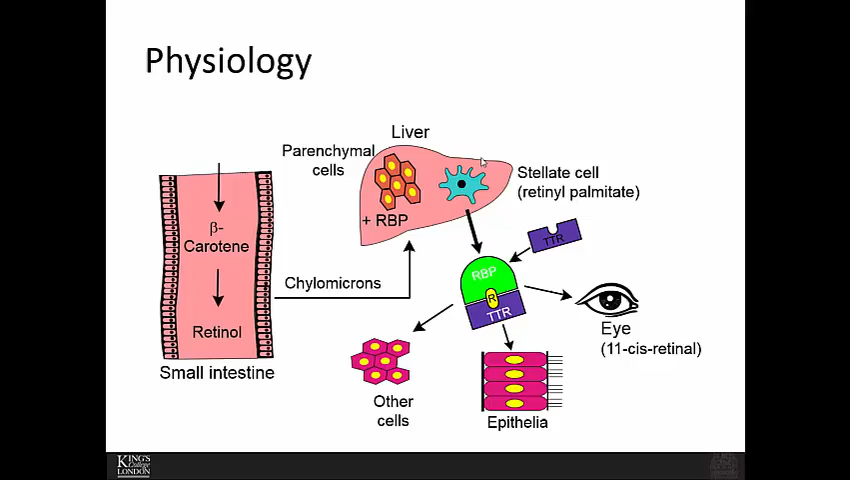 Physiology
Liver
Parenchymal
cells
+ RBP
Stellate cell
(retinyl palmitate)
β-
Carotene
Retinol
Small intestine
Chylomicrons
TTR
RBP
R
TTR
Eye
(11-cis-retinal)
Other
cells
Epithelia
KING'S
College
LONDON